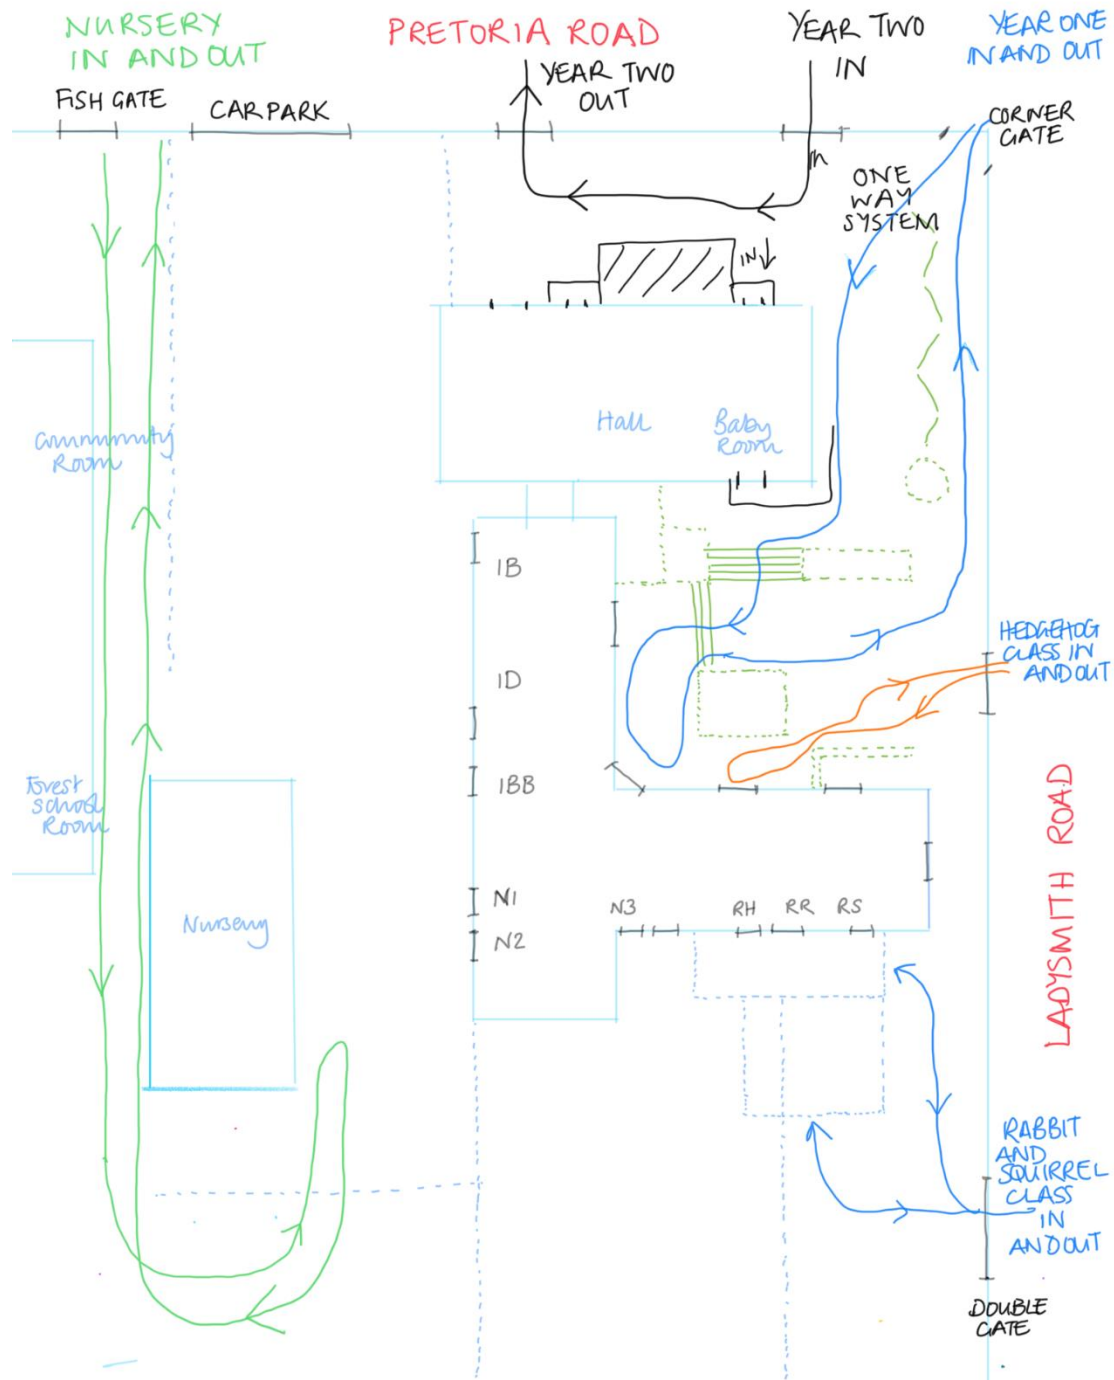 NURSERY
IN AND OUT
PRETORIA ROAD
YEAR TWO
IN
YEAR ONE
IN AND OUT
FISH GATE
CARPARK
YEAR TWO
OUT
CORNER
GATE
In
ONE
WAY
SYSTEM
IN
Hall
Baby
Room
Community
Room
1B
1D
1BB
HEDGEHOG
CLASS IN
AND OUT
Forest
School
Room
Nursery
N1
N2
N3
RH
RR
RS
LADYSMITH ROAD
RABBIT
AND
SQUIRREL
CLASS
IN
AND OUT
DOUBLE
GATE